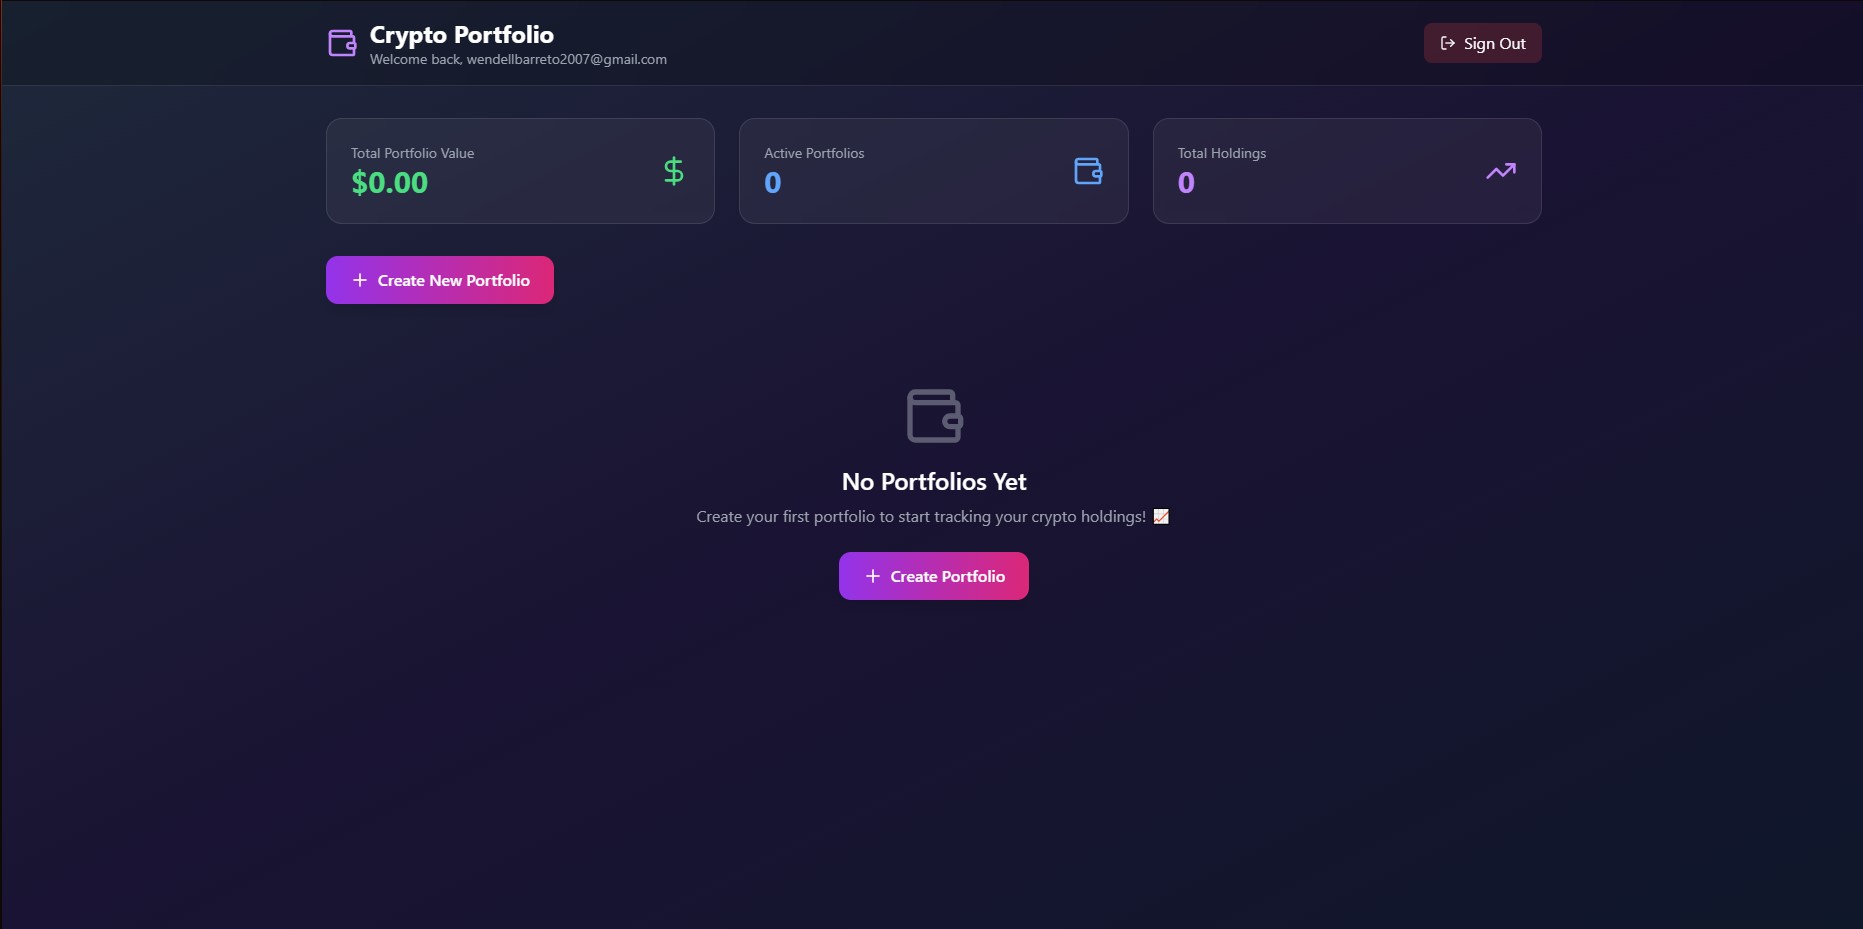 Crypto Portfolio
Welcome back, wendellbarreto2007@gmail.com
Sign Out
Total Portfolio Value
$0.00
Active Portfolios
0
Total Holdings
0
Create New Portfolio
No Portfolios Yet
Create your first portfolio to start tracking your crypto holdings! 📈
Create Portfolio